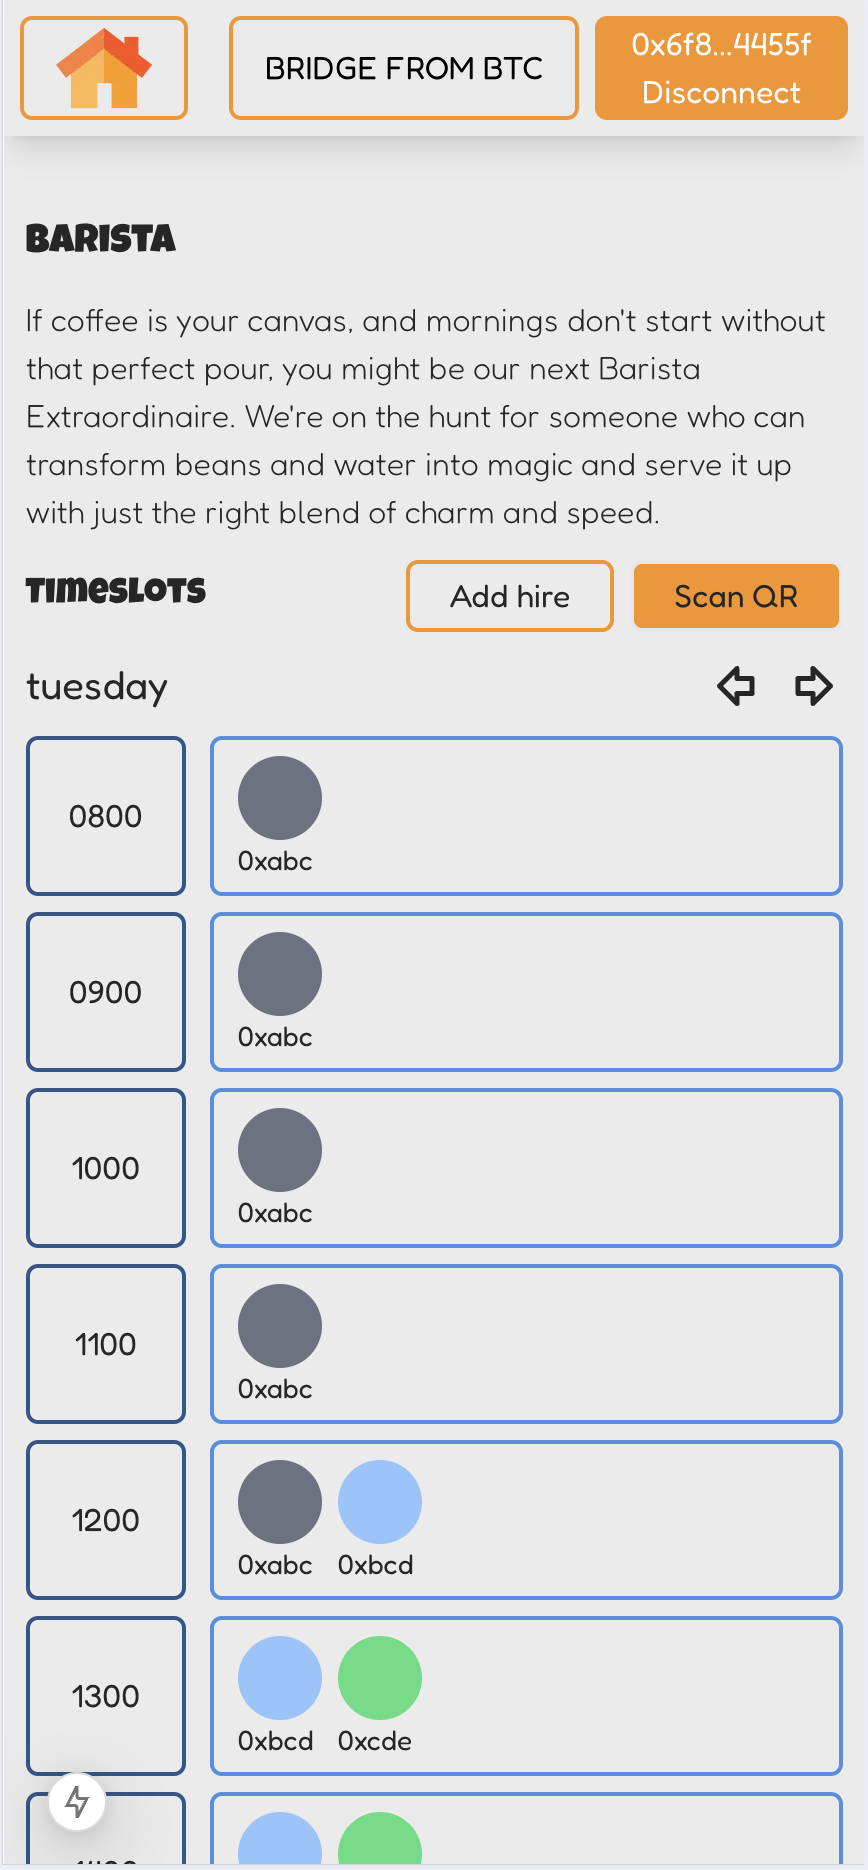 BRIDGE FROM BTC
0x6f8...4455f
Disconnect
BARISTA
If coffee is your canvas, and mornings don't start without
that perfect pour, you might be our next Barista
Extraordinaire. We're on the hunt for someone who can
transform beans and water into magic and serve it up
with just the right blend of charm and speed.
Timeslots
Add hire
Scan QR
tuesday
0800
0xabc
0900
0xabc
1000
0xabc
1100
0xabc
1200
0xabc 0xbcd
1300
0xbcd 0xcde